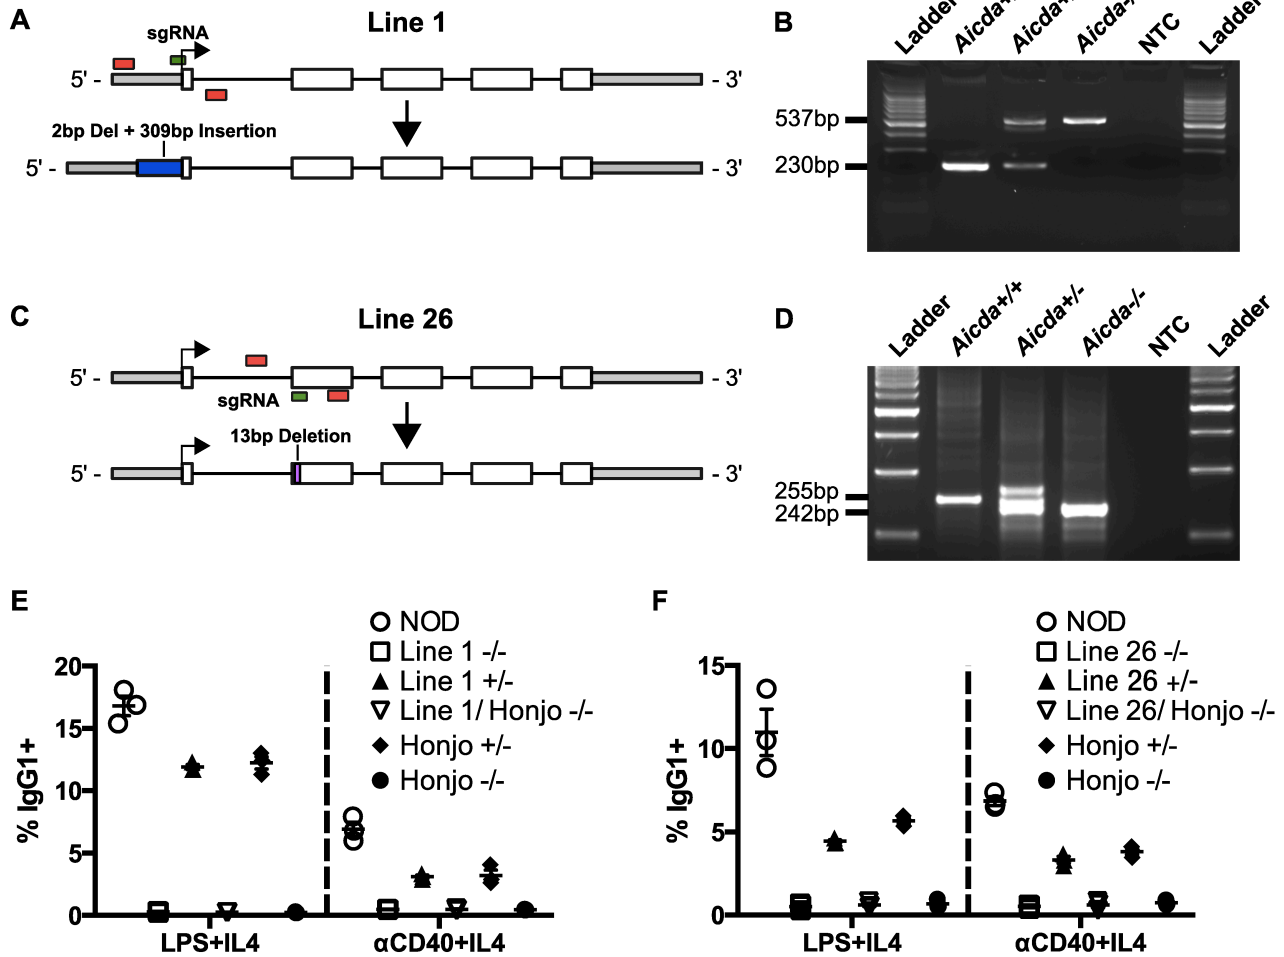 A
Line 1
sgRNA
5' -
- 3'
2bp Del + 309bp Insertion
5' -
- 3'
B
Ladder
NTC
Ladder
537bp
230bp
C
Line 26
5' -
- 3'
sgRNA
13bp Deletion
5' -
- 3'
D
Ladder
Aicda+/+
Aicda+/-
Aicda-/-
NTC
Ladder
255bp
242bp
E
NOD
Line 1 -/-
Line 1 +/-
Line 1/ Honjo -/-
Honjo +/-
Honjo -/-
% IgG1+
20
15
10
5
0
LPS+IL4
αCD40+IL4
F
NOD
Line 26 -/-
Line 26 +/-
Line 26/ Honjo -/-
Honjo +/-
Honjo -/-
% IgG1+
15
10
5
0
LPS+IL4
αCD40+IL4